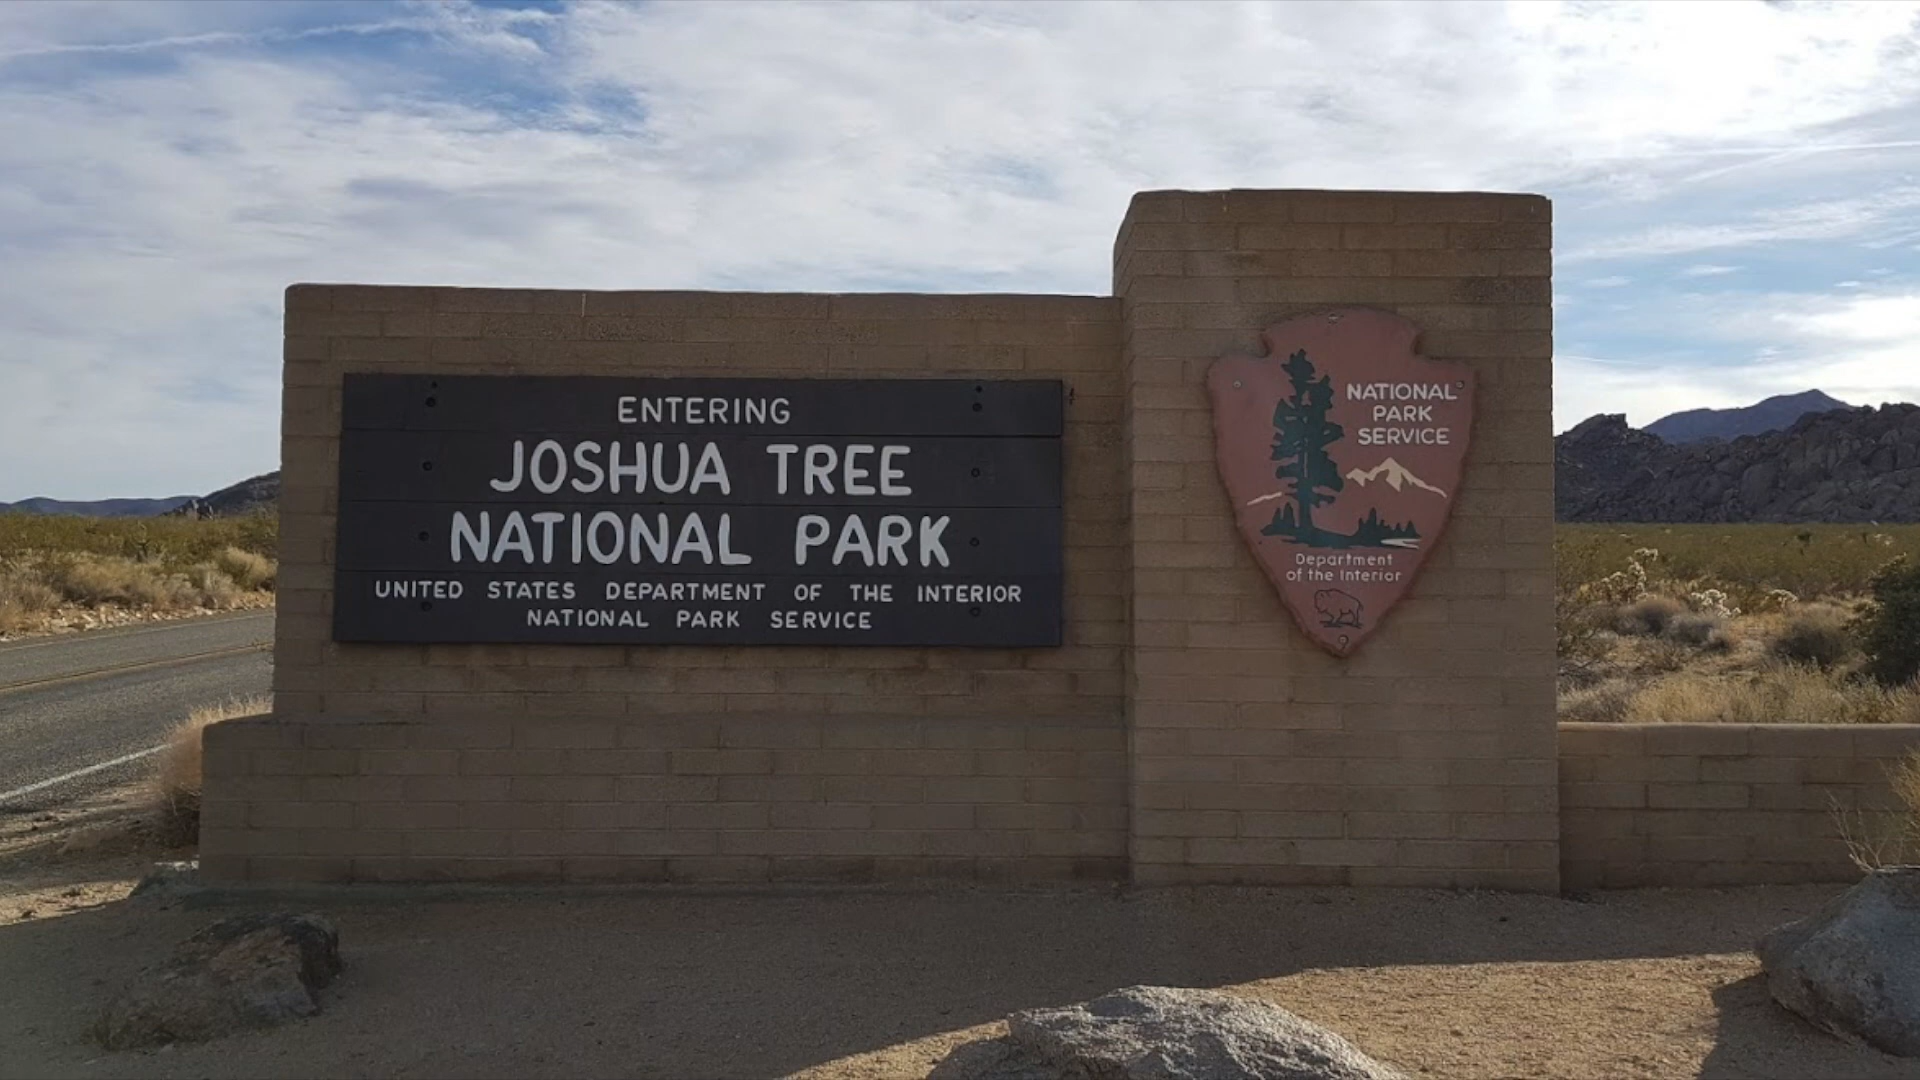 ENTERING
JOSHUA TREE
NATIONAL PARK
UNITED STATES DEPARTMENT OF THE INTERIOR
NATIONAL PARK SERVICE
NATIONAL
PARK
SERVICE
Department
of the Interior